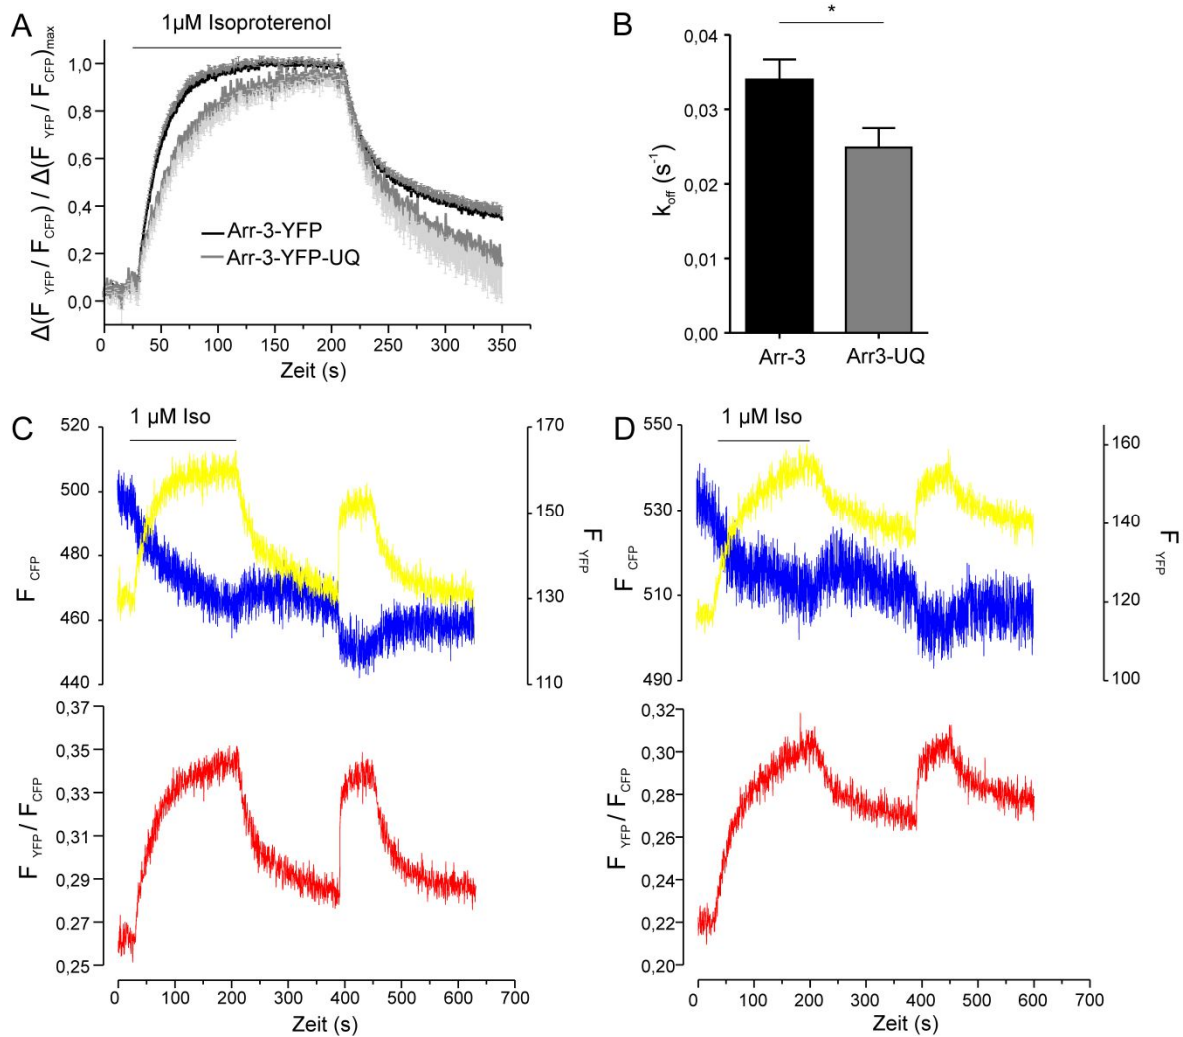 A
1µM Isoproterenol
Δ(F YFP / F CFP) / Δ(F YFP / F CFP)max
1,0
0,8
0,6
0,4
0,2
0,0
Arr-3-YFP
Arr-3-YFP-UQ
0 50 100 150 200 250 300 350
Zeit (s)
B
*
koff (s-1)
0,04
0,03
0,02
0,01
0,00
Arr-3 Arr3-UQ
C
1 µM Iso
F CFP
520
500
480
460
440
170
150
130
110
F YFP
F YFP / F CFP
0,37
0,35
0,33
0,31
0,29
0,27
0,25
0 100 200 300 400 500 600 700
Zeit (s)
D
1 µM Iso
F CFP
550
530
510
490
160
140
120
100
F YFP
F YFP / F CFP
0,32
0,30
0,28
0,26
0,24
0,22
0,20
0 100 200 300 400 500 600 700
Zeit (s)